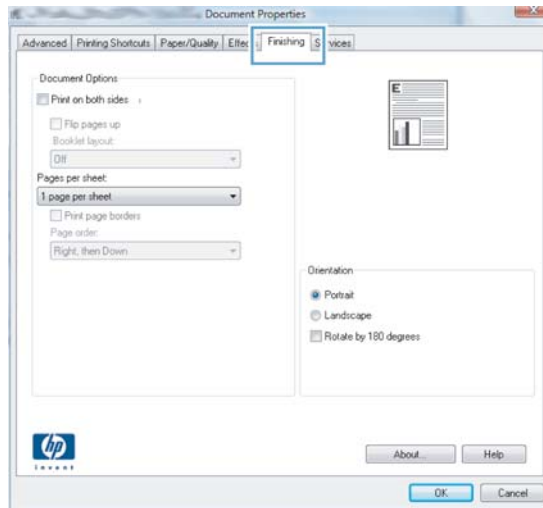 Document Properties
Advanced Printing Shortcuts Paper/Quality Finishing
Document Options
Print on both sides
Flip pages up
Booklet layout:
Off
Pages per sheet:
1 page per sheet
Print page borders
Page order:
Right, then Down
E
Orientation
Portrait
Landscape
Rotate by 180 degrees
hp
invent
About... Help
OK Cancel